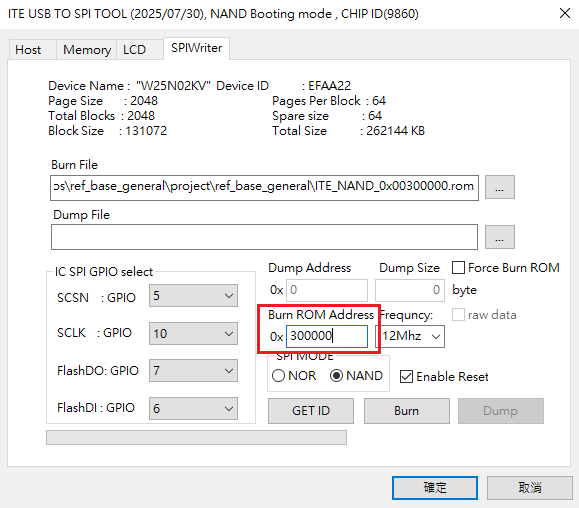 ITE USB TO SPI TOOL (2025/07/30), NAND Booting mode , CHIP ID(9860)
Host Memory LCD SPIWriter
Device Name : "W25N02KV" Device ID : EFAA22
Page Size : 2048 Pages Per Block : 64
Total Blocks : 2048 Spare size : 64
Block Size : 131072 Total Size : 262144 KB
Burn File
os\ref_base_general\project\ref_base_general\ITE_NAND_0x00300000.rom ...
Dump File
...
IC SPI GPIO select
SCSN : GPIO 5
SCLK : GPIO 10
FlashDO: GPIO 7
FlashDI : GPIO 6
Dump Address Dump Size Force Burn ROM
0x 0 0 byte
Burn ROM Address Frequncy: raw data
0x 300000 12Mhz
SPI MODE
NOR NAND Enable Reset
GET ID Burn Dump
確定 取消